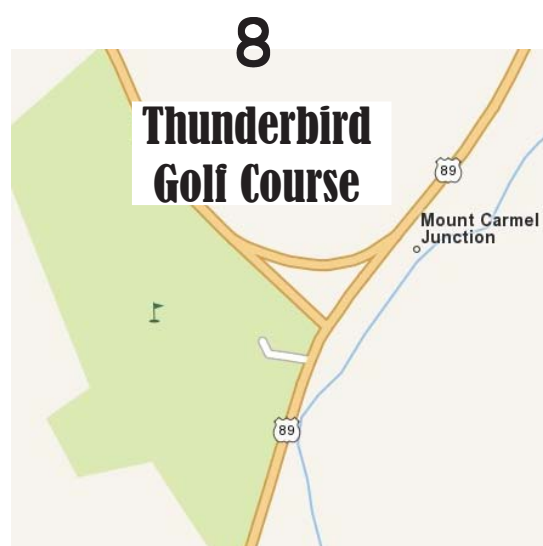 8
Thunderbird
Golf Course
89
Mount Carmel
Junction
89